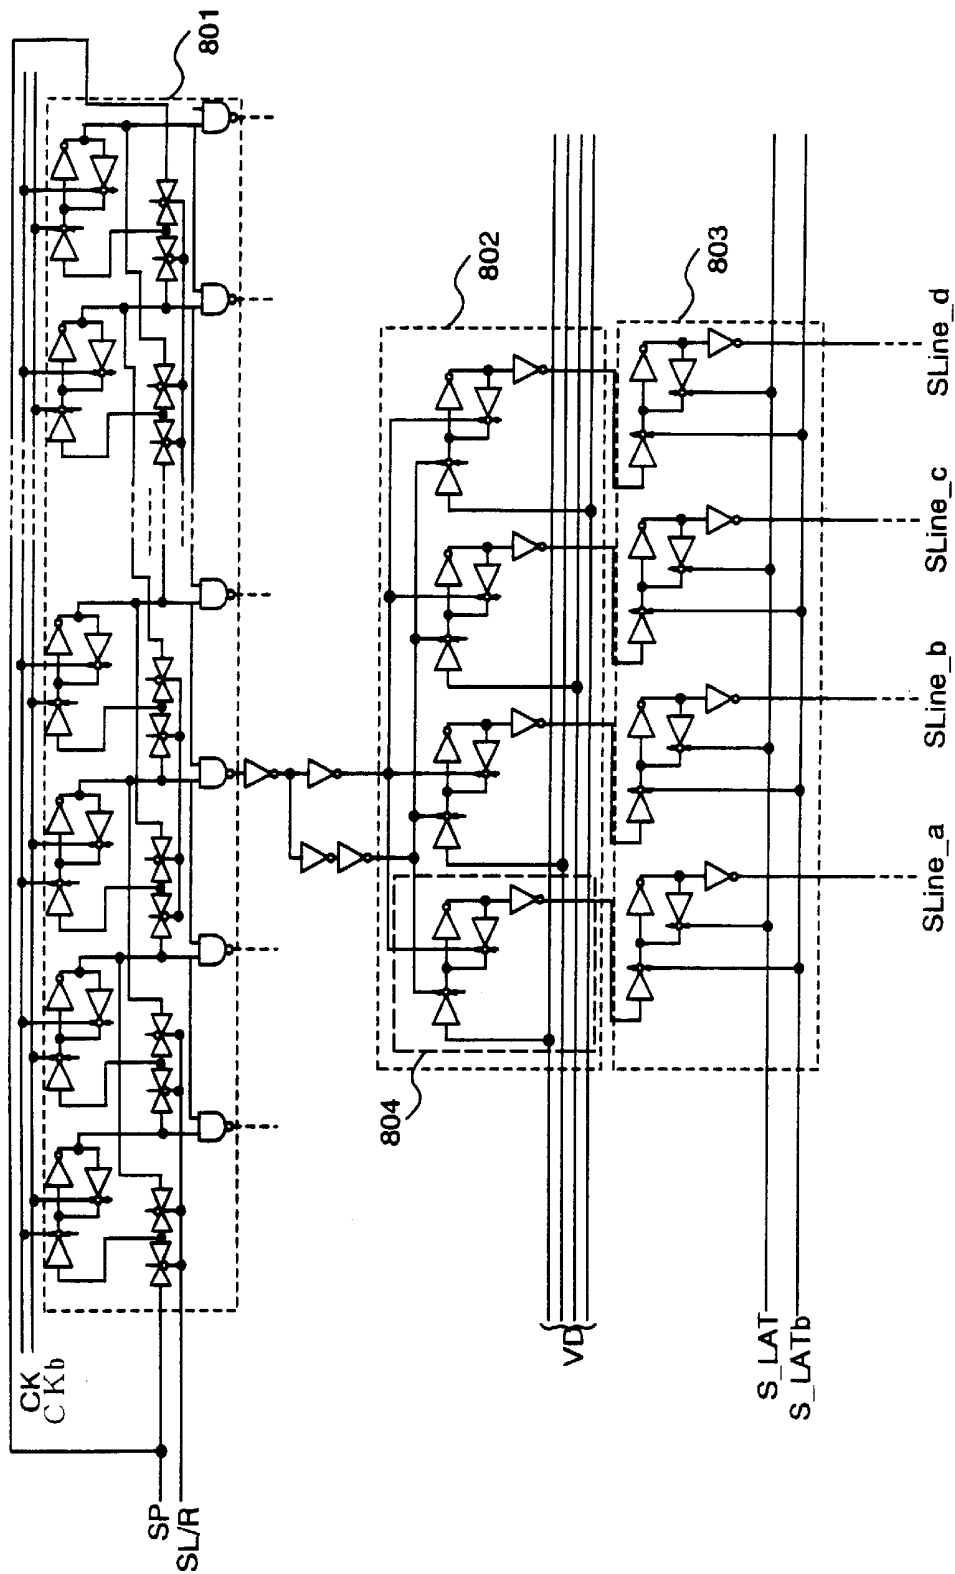 801
CK
CKb
SP
SL/R
802
804
VD
803
S_LAT
S_LATb
SLine_a
SLine_b
SLine_c
SLine_d